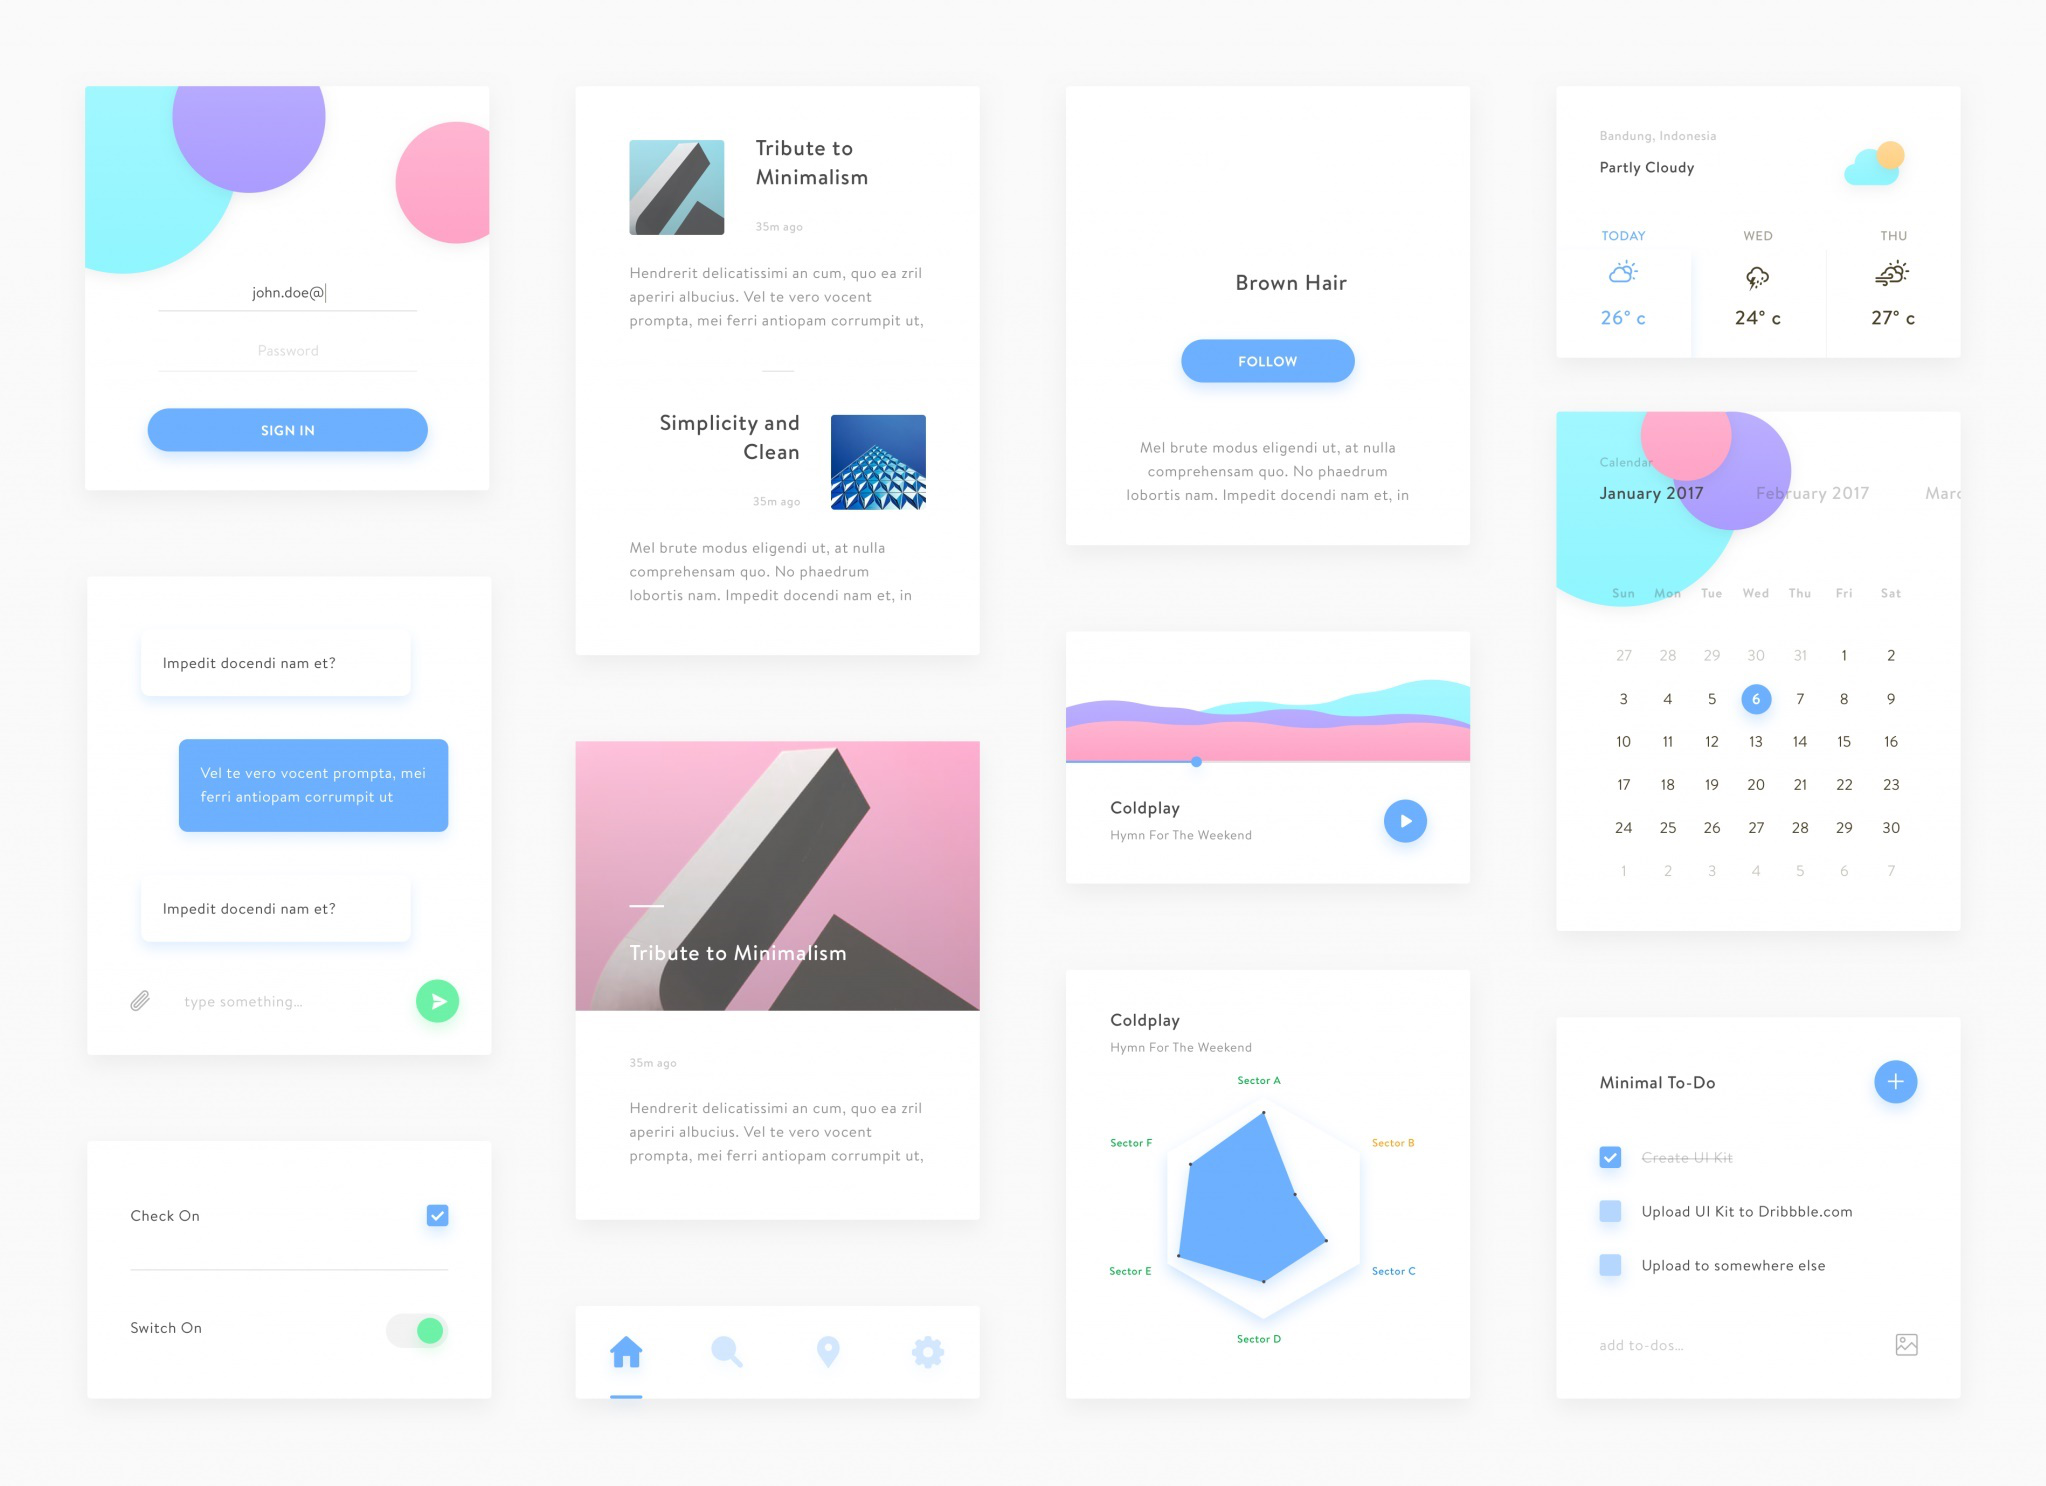 john.doe@
Password
SIGN IN
Impedit docendi nam et?
Vel te vero vocent prompta, mei
ferri antiopam corrumpit ut
Impedit docendi nam et?
type something...
Check On
Switch On
Tribute to
Minimalism
35m ago
Hendrerit delicatissimi an cum, quo ea zril
aperiri albucius. Vel te vero vocent
prompta, mei ferri antiopam corrumpit ut,
Simplicity and
Clean
35m ago
Mel brute modus eligendi ut, at nulla
comprehensam quo. No phaedrum
lobortis nam. Impedit docendi nam et, in
Tribute to Minimalism
35m ago
Hendrerit delicatissimi an cum, quo ea zril
aperiri albucius. Vel te vero vocent
prompta, mei ferri antiopam corrumpit ut,
Brown Hair
FOLLOW
Mel brute modus eligendi ut, at nulla
comprehensam quo. No phaedrum
lobortis nam. Impedit docendi nam et, in
Coldplay
Hymn For The Weekend
Coldplay
Hymn For The Weekend
Sector A
Sector F Sector B
Sector E Sector C
Sector D
Bandung, Indonesia
Partly Cloudy
TODAY WED THU
26° c 24° c 27° c
Calendar
January 2017 February 2017 Marc
Sun Mon Tue Wed Thu Fri Sat
27 28 29 30 31 1 2
3 4 5 6 7 8 9
10 11 12 13 14 15 16
17 18 19 20 21 22 23
24 25 26 27 28 29 30
1 2 3 4 5 6 7
Minimal To-Do
Create UI Kit
Upload UI Kit to Dribbble.com
Upload to somewhere else
add to-dos...